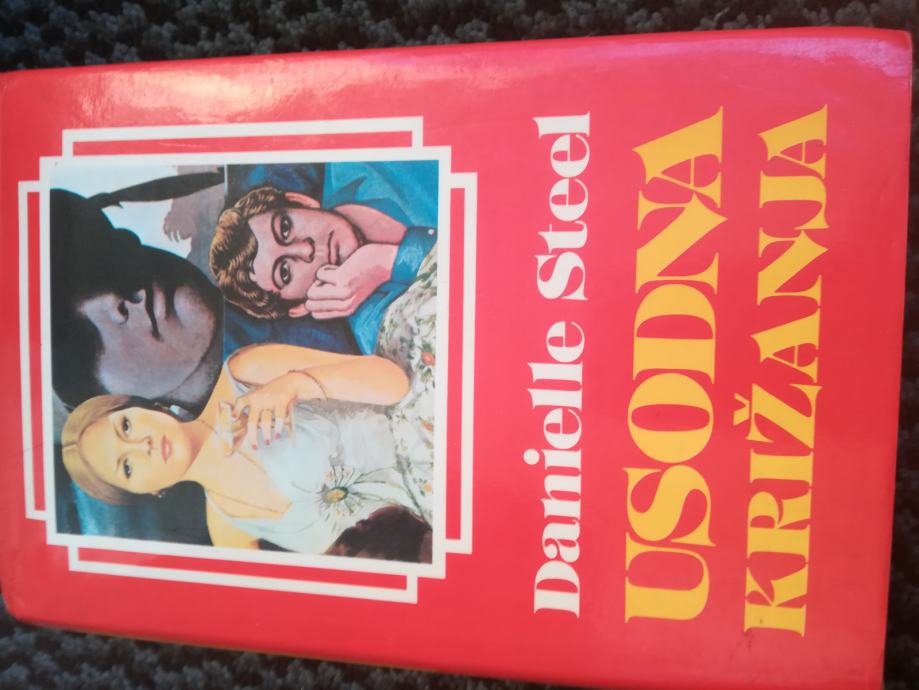 Danielle Steel
USODNA
KRIŽANJA